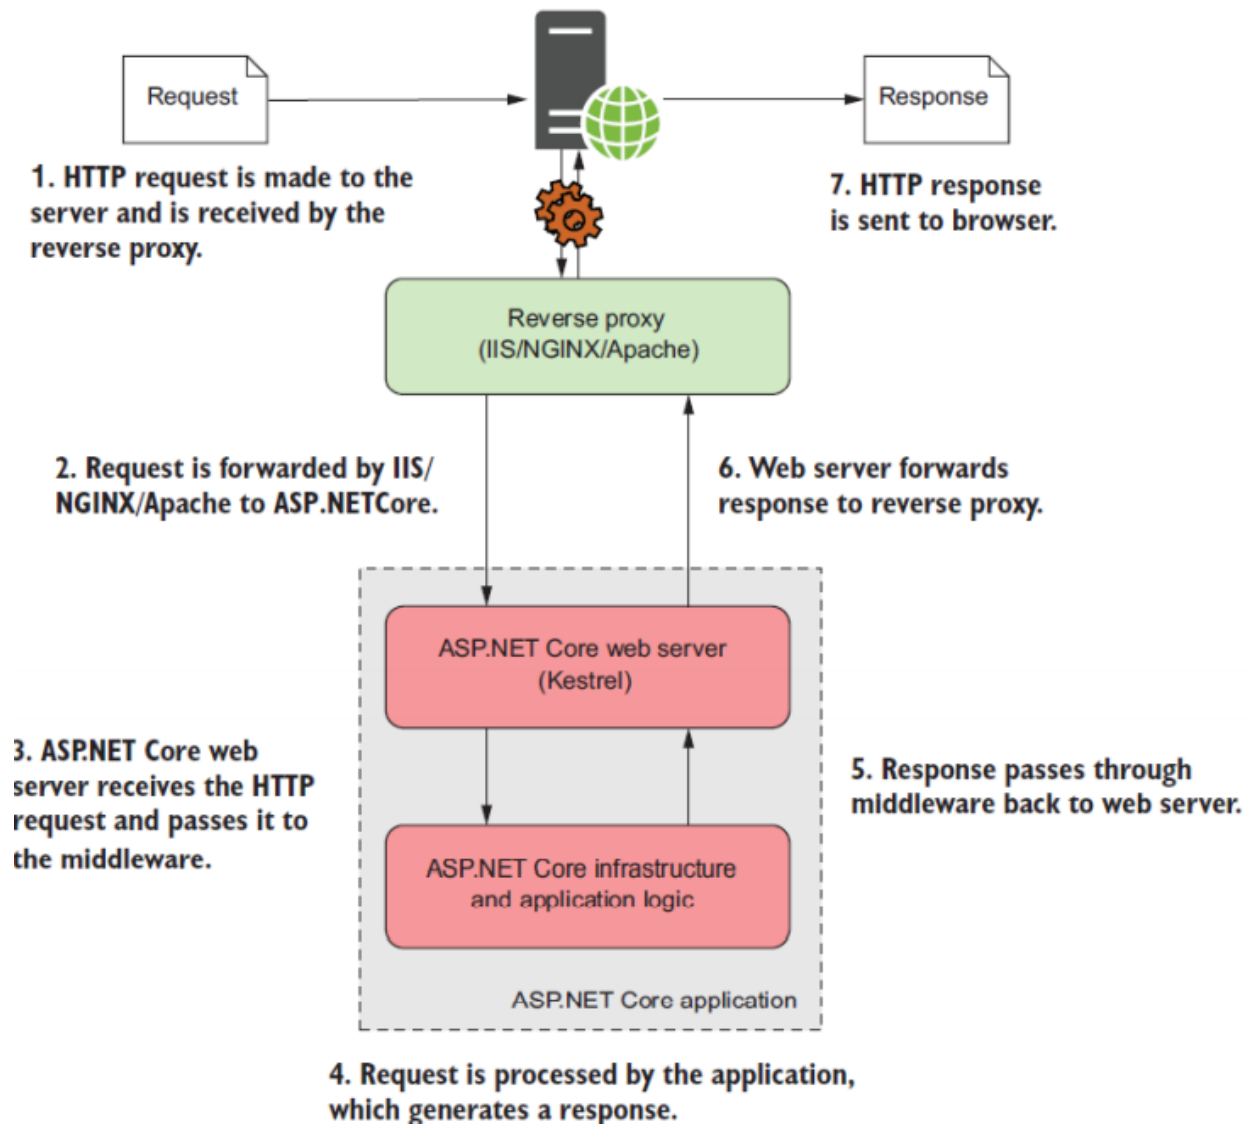 Request
Response
1. HTTP request is made to the
server and is received by the
reverse proxy.
7. HTTP response
is sent to browser.
Reverse proxy
(IIS/NGINX/Apache)
2. Request is forwarded by IIS/
NGINX/Apache to ASP.NETCore.
6. Web server forwards
response to reverse proxy.
ASP.NET Core web server
(Kestrel)
3. ASP.NET Core web
server receives the HTTP
request and passes it to
the middleware.
5. Response passes through
middleware back to web server.
ASP.NET Core infrastructure
and application logic
ASP.NET Core application
4. Request is processed by the application,
which generates a response.